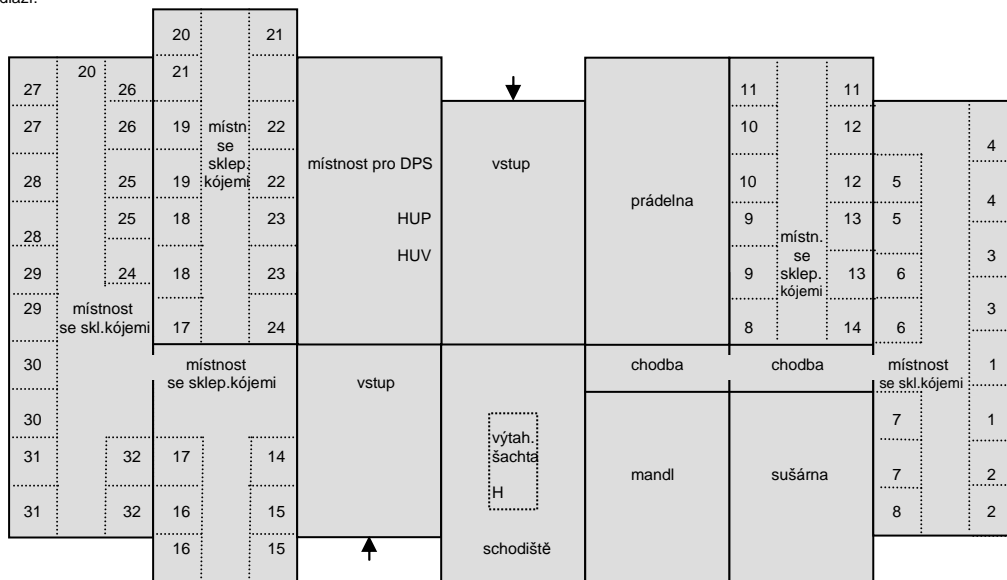 20
21
20
21
27
26
27
26
28
25
28
25
29
24
29
místnost
se skl.kójemi
30
30
31
32
31
32
19
místn
se
sklep.
kójemi
22
19
22
18
23
18
23
17
24
místnost
se sklep.kójemi
17
14
16
15
16
15
místnost pro DPS
HUP
HUV
vstup
vstup
výtah.
šachta
H
schodiště
prádelna
chodba
chodba
mandl
sušárna
11
11
10
12
10
12
9
13
místn.
se
sklep.
kójemi
9
13
8
14
5
4
5
4
6
3
6
3
místnost
se skl.kójemi
1
7
1
7
2
8
2